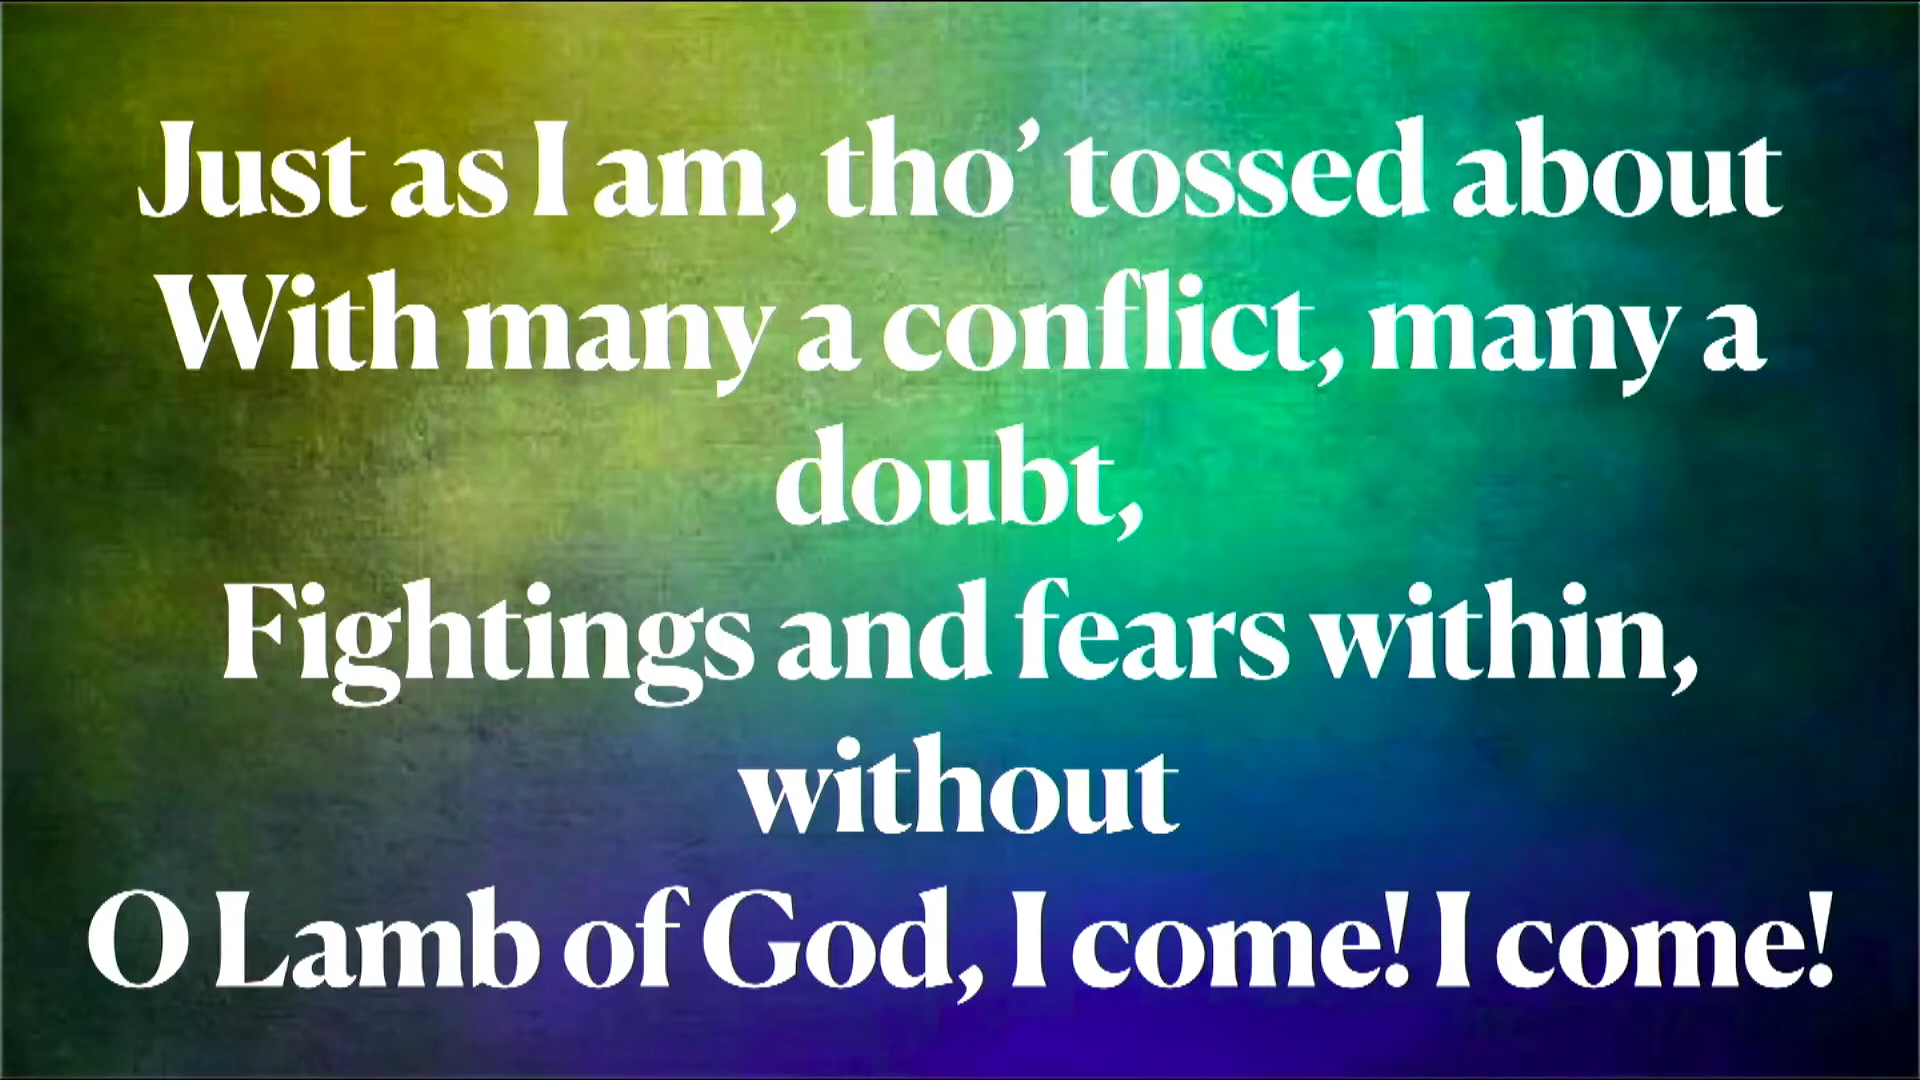 Just as I am, tho’ tossed about
With many a conflict, many a
doubt,
Fightings and fears within,
without
O Lamb of God, I come! I come!